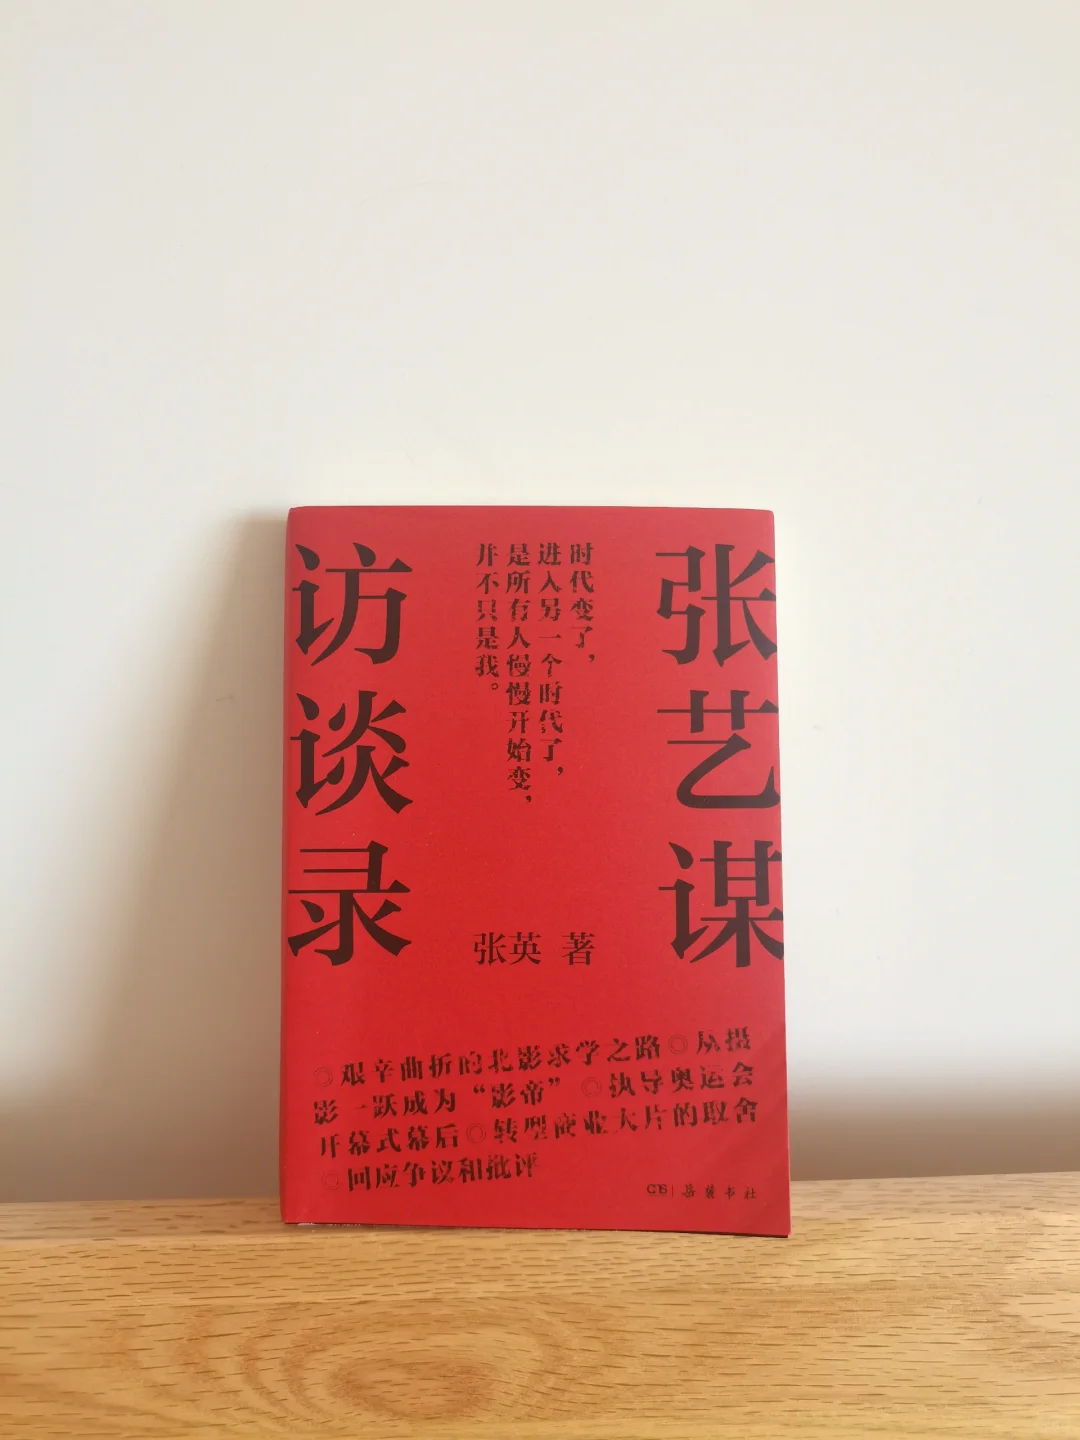 张艺谋
访谈录
时代变了，
进入另一个时代了，
是所有人慢慢开始变，
并不只是我。
张英 著
◎艰辛曲折的北影求学之路◎从摄
影一跃成为“影帝” ◎执导奥运会
开幕式幕后◎转型商业大片的取舍
◎回应争议和批评
岳麓书社